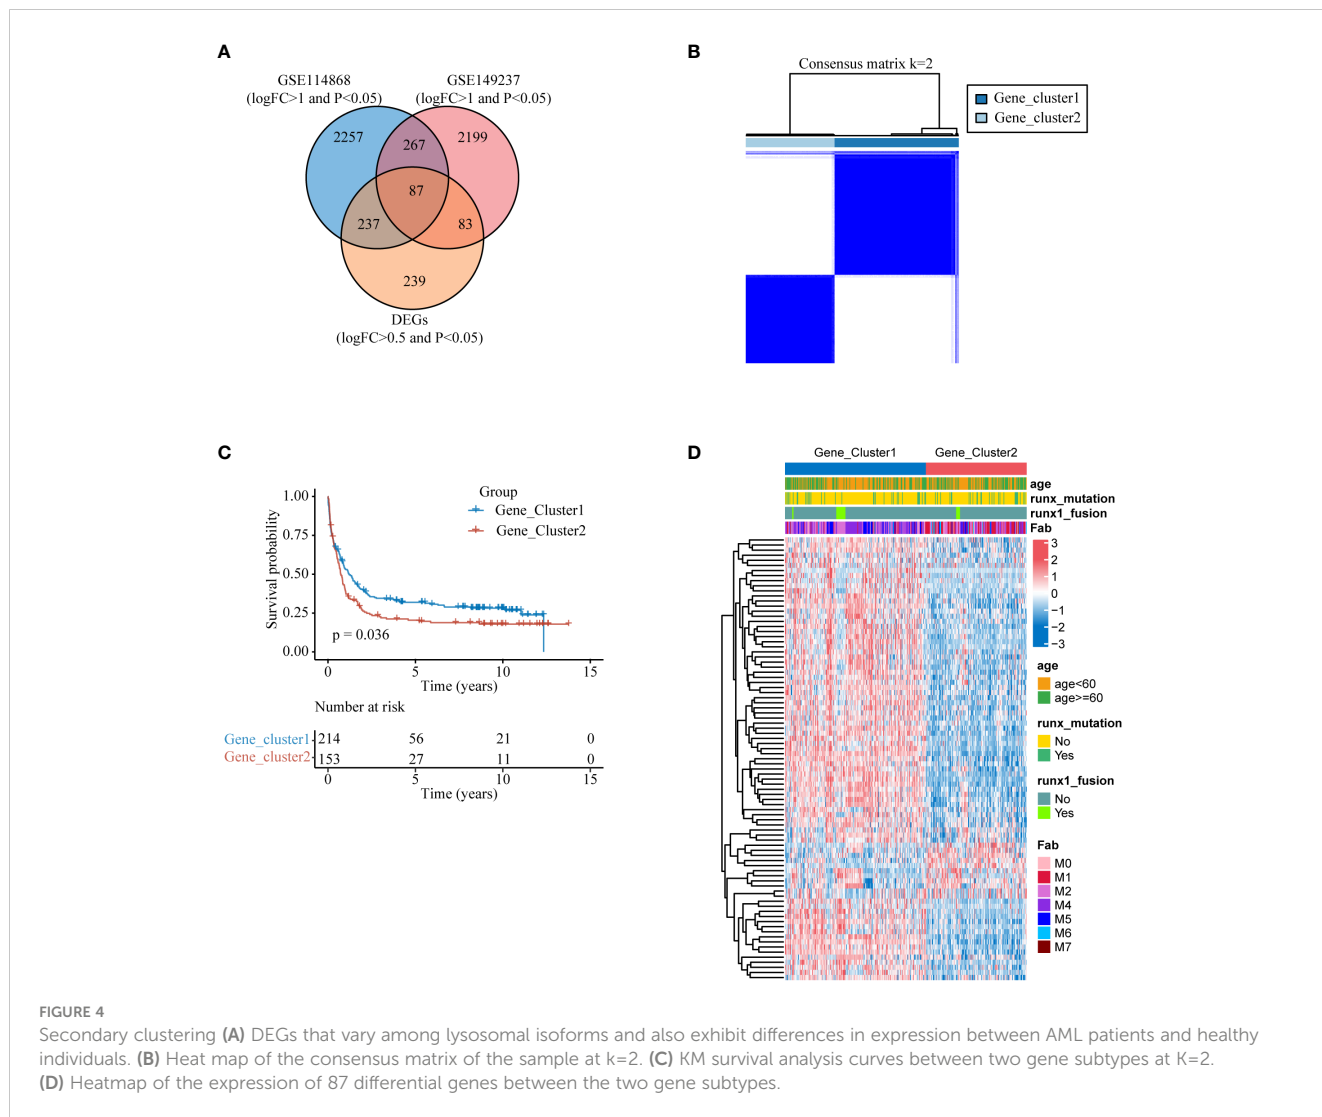 A
GSE114868
(logFC>1 and P<0.05)
GSE149237
(logFC>1 and P<0.05)
2257
267
2199
87
237
83
239
DEGs
(logFC>0.5 and P<0.05)
B
Consensus matrix k=2
Gene_cluster1
Gene_cluster2
C
Group
Gene_Cluster1
Gene_Cluster2
Survival probability
1.00
0.75
0.50
0.25
0.00
p = 0.036
0 5 10 15
Time (years)
Number at risk
Gene_cluster1 214 56 21 0
Gene_cluster2 153 27 11 0
0 5 10 15
Time (years)
D
Gene_Cluster1 Gene_Cluster2
age
runx_mutation
runx1_fusion
Fab
3
2
1
0
−1
−2
−3
age
age<60
age>=60
runx_mutation
No
Yes
runx1_fusion
No
Yes
Fab
M0
M1
M2
M4
M5
M6
M7
FIGURE 4
Secondary clustering (A) DEGs that vary among lysosomal isoforms and also exhibit differences in expression between AML patients and healthy
individuals. (B) Heat map of the consensus matrix of the sample at k=2. (C) KM survival analysis curves between two gene subtypes at K=2.
(D) Heatmap of the expression of 87 differential genes between the two gene subtypes.